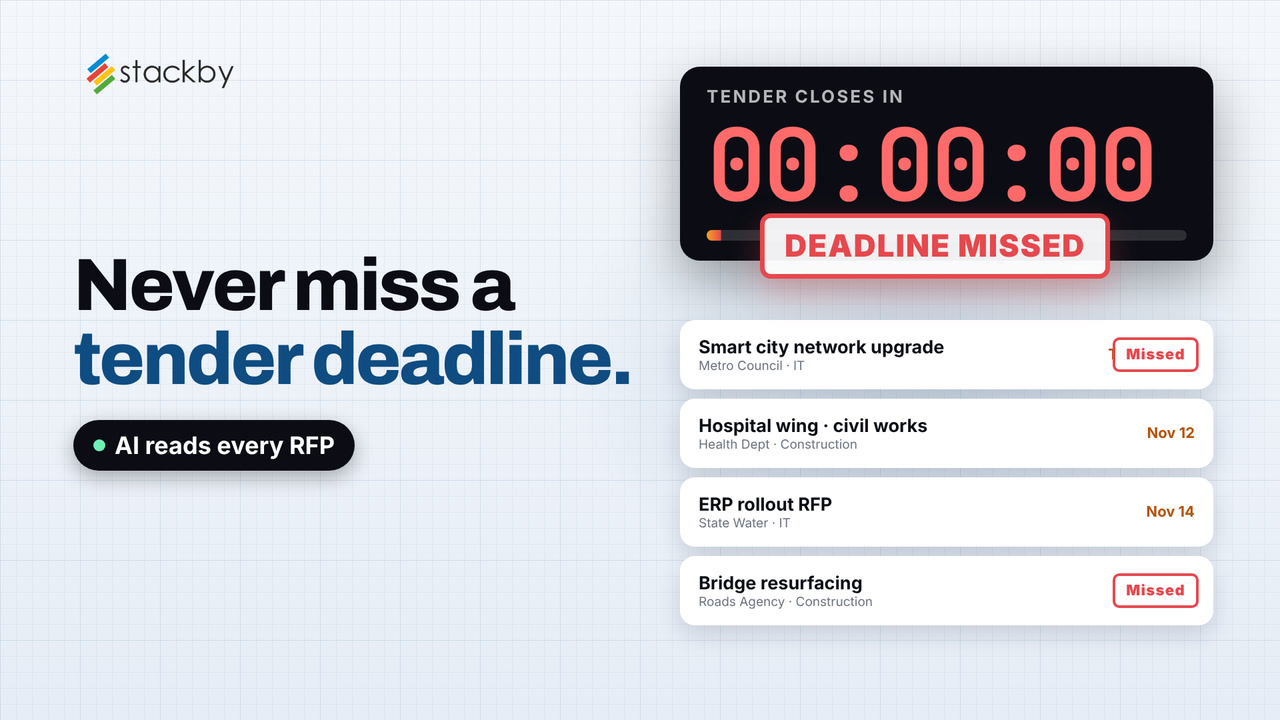 stackby
Never miss a
tender deadline.
AI reads every RFP
TENDER CLOSES IN
00:00:00
DEADLINE MISSED
Smart city network upgrade
Metro Council · IT
Missed
Hospital wing · civil works
Health Dept · Construction
Nov 12
ERP rollout RFP
State Water · IT
Nov 14
Bridge resurfacing
Roads Agency · Construction
Missed